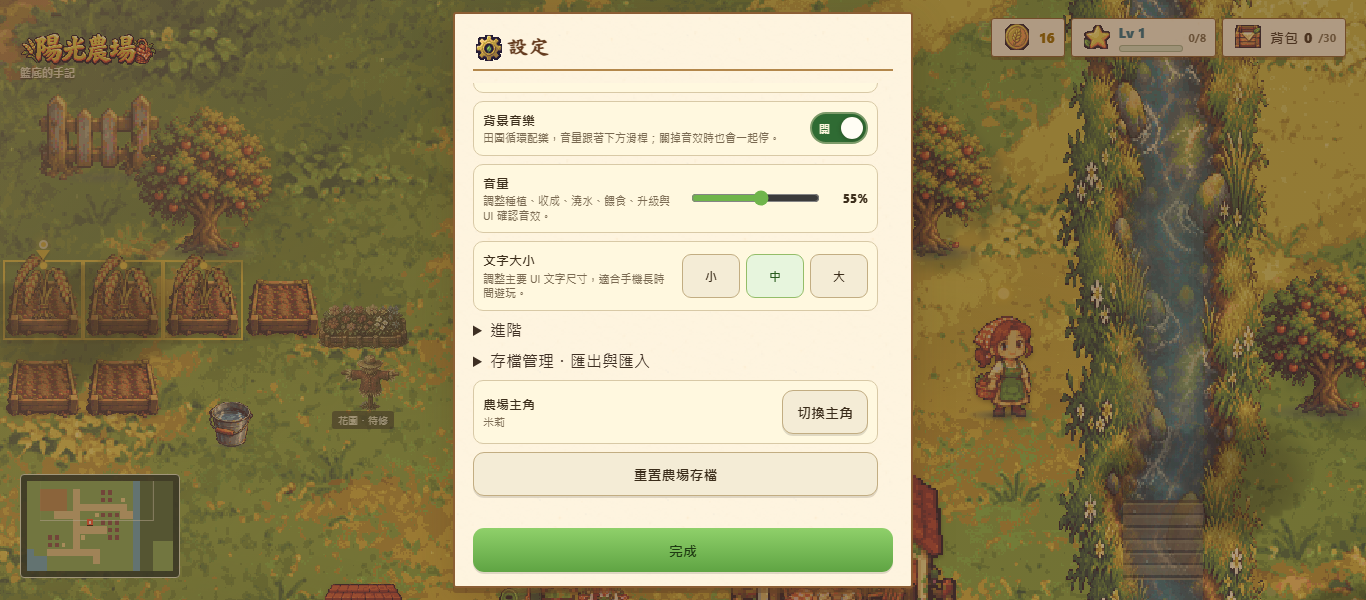 陽光農場
籃底的手記
16
Lv 1
0/8
背包 0 /30
設定
背景音樂
田園循環配樂，音量跟著下方滑桿；關掉音效時也會一起停。
開
音量
調整種植、收成、澆水、餵食、升級與
UI 確認音效。
55%
文字大小
調整主要 UI 文字尺寸，適合手機長時
間遊玩。
小
中
大
▶ 進階
▶ 存檔管理 · 匯出與匯入
農場主角
米莉
切換主角
重置農場存檔
完成
花圃 · 待修